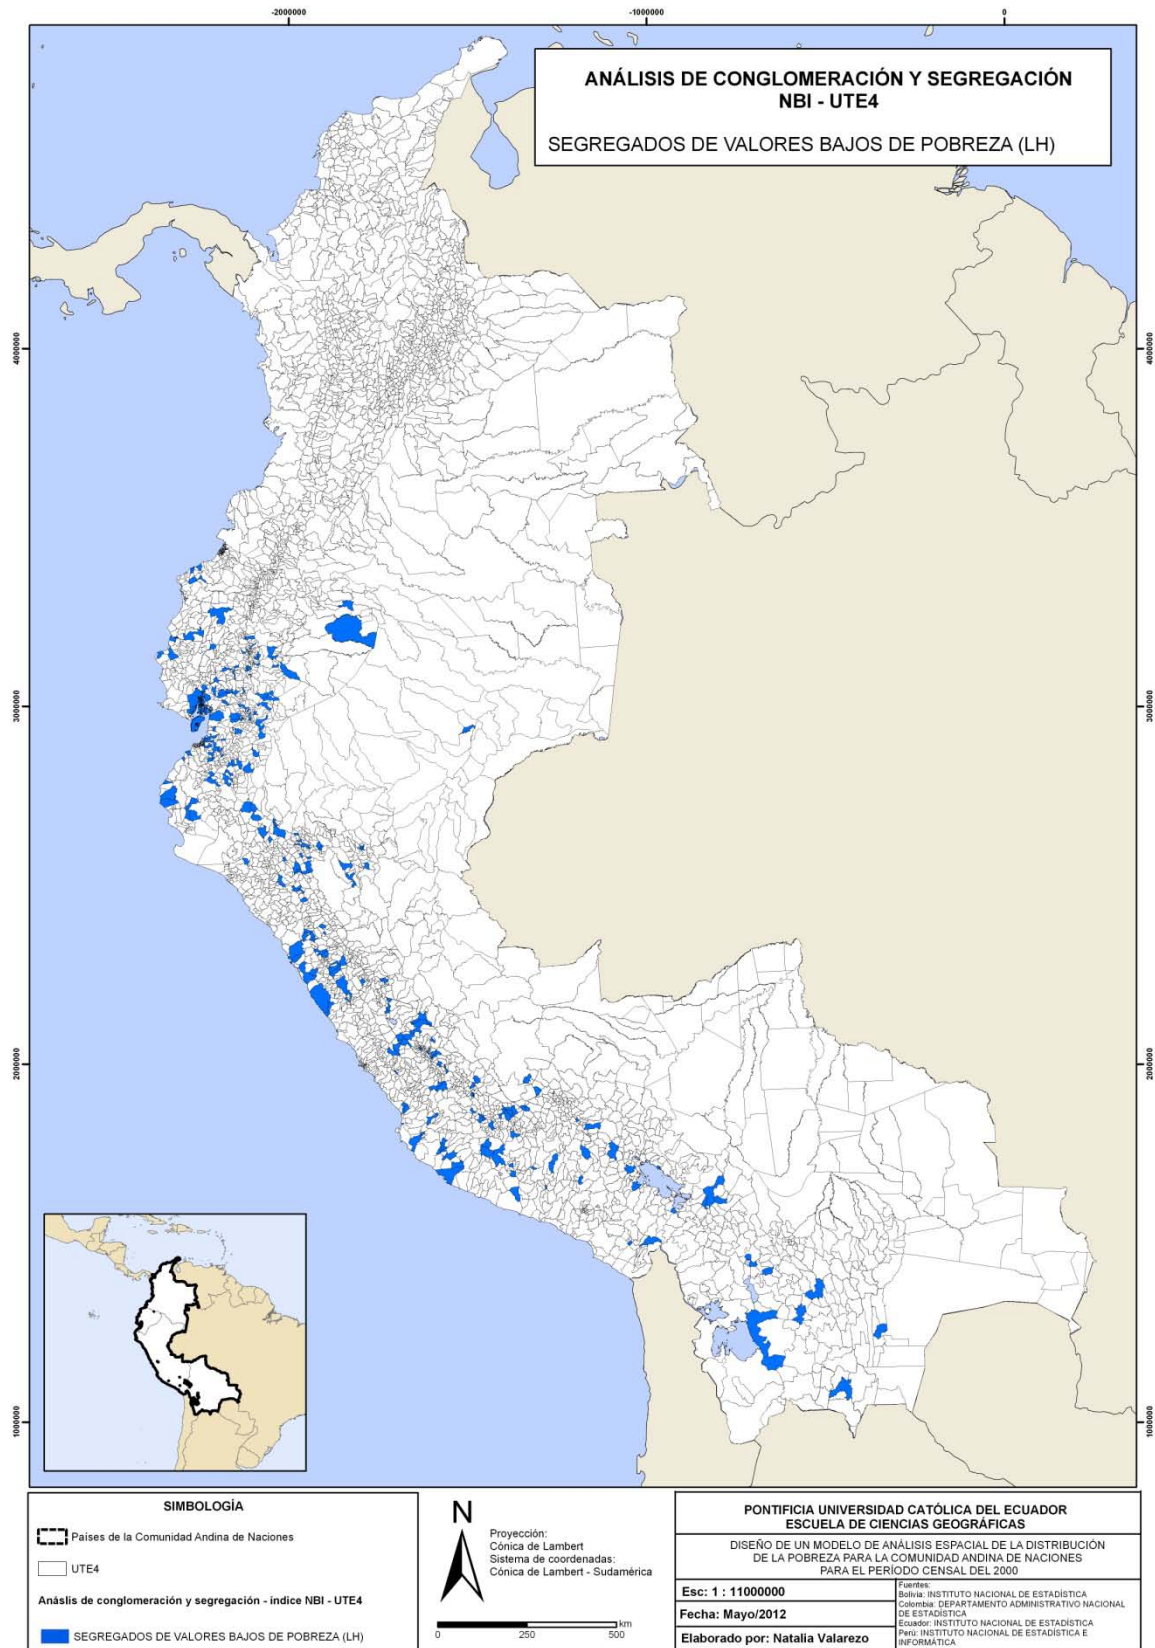 -2000000
-1000000
0
ANÁLISIS DE CONGLOMERACIÓN Y SEGREGACIÓN
NBI - UTE4
SEGREGADOS DE VALORES BAJOS DE POBREZA (LH)
4000000
4000000
3000000
3000000
2000000
2000000
1000000
1000000
SIMBOLOGÍA
Países de la Comunidad Andina de Naciones
UTE4
Anáslis de conglomeración y segregación - índice NBI - UTE4
SEGREGADOS DE VALORES BAJOS DE POBREZA (LH)
N
Proyección:
Cónica de Lambert
Sistema de coordenadas:
Cónica de Lambert - Sudamérica
km
0 250 500
PONTIFICIA UNIVERSIDAD CATÓLICA DEL ECUADOR
ESCUELA DE CIENCIAS GEOGRÁFICAS
DISEÑO DE UN MODELO DE ANÁLISIS ESPACIAL DE LA DISTRIBUCIÓN
DE LA POBREZA PARA LA COMUNIDAD ANDINA DE NACIONES
PARA EL PERÍODO CENSAL DEL 2000
Esc: 1 : 11000000
Fecha: Mayo/2012
Elaborado por: Natalia Valarezo
Fuentes:
Bolivia: INSTITUTO NACIONAL DE ESTADÍSTICA
Colombia: DEPARTAMENTO ADMINISTRATIVO NACIONAL
DE ESTADÍSTICA
Ecuador: INSTITUTO NACIONAL DE ESTADÍSTICA
Perú: INSTITUTO NACIONAL DE ESTADÍSTICA E
INFORMÁTICA